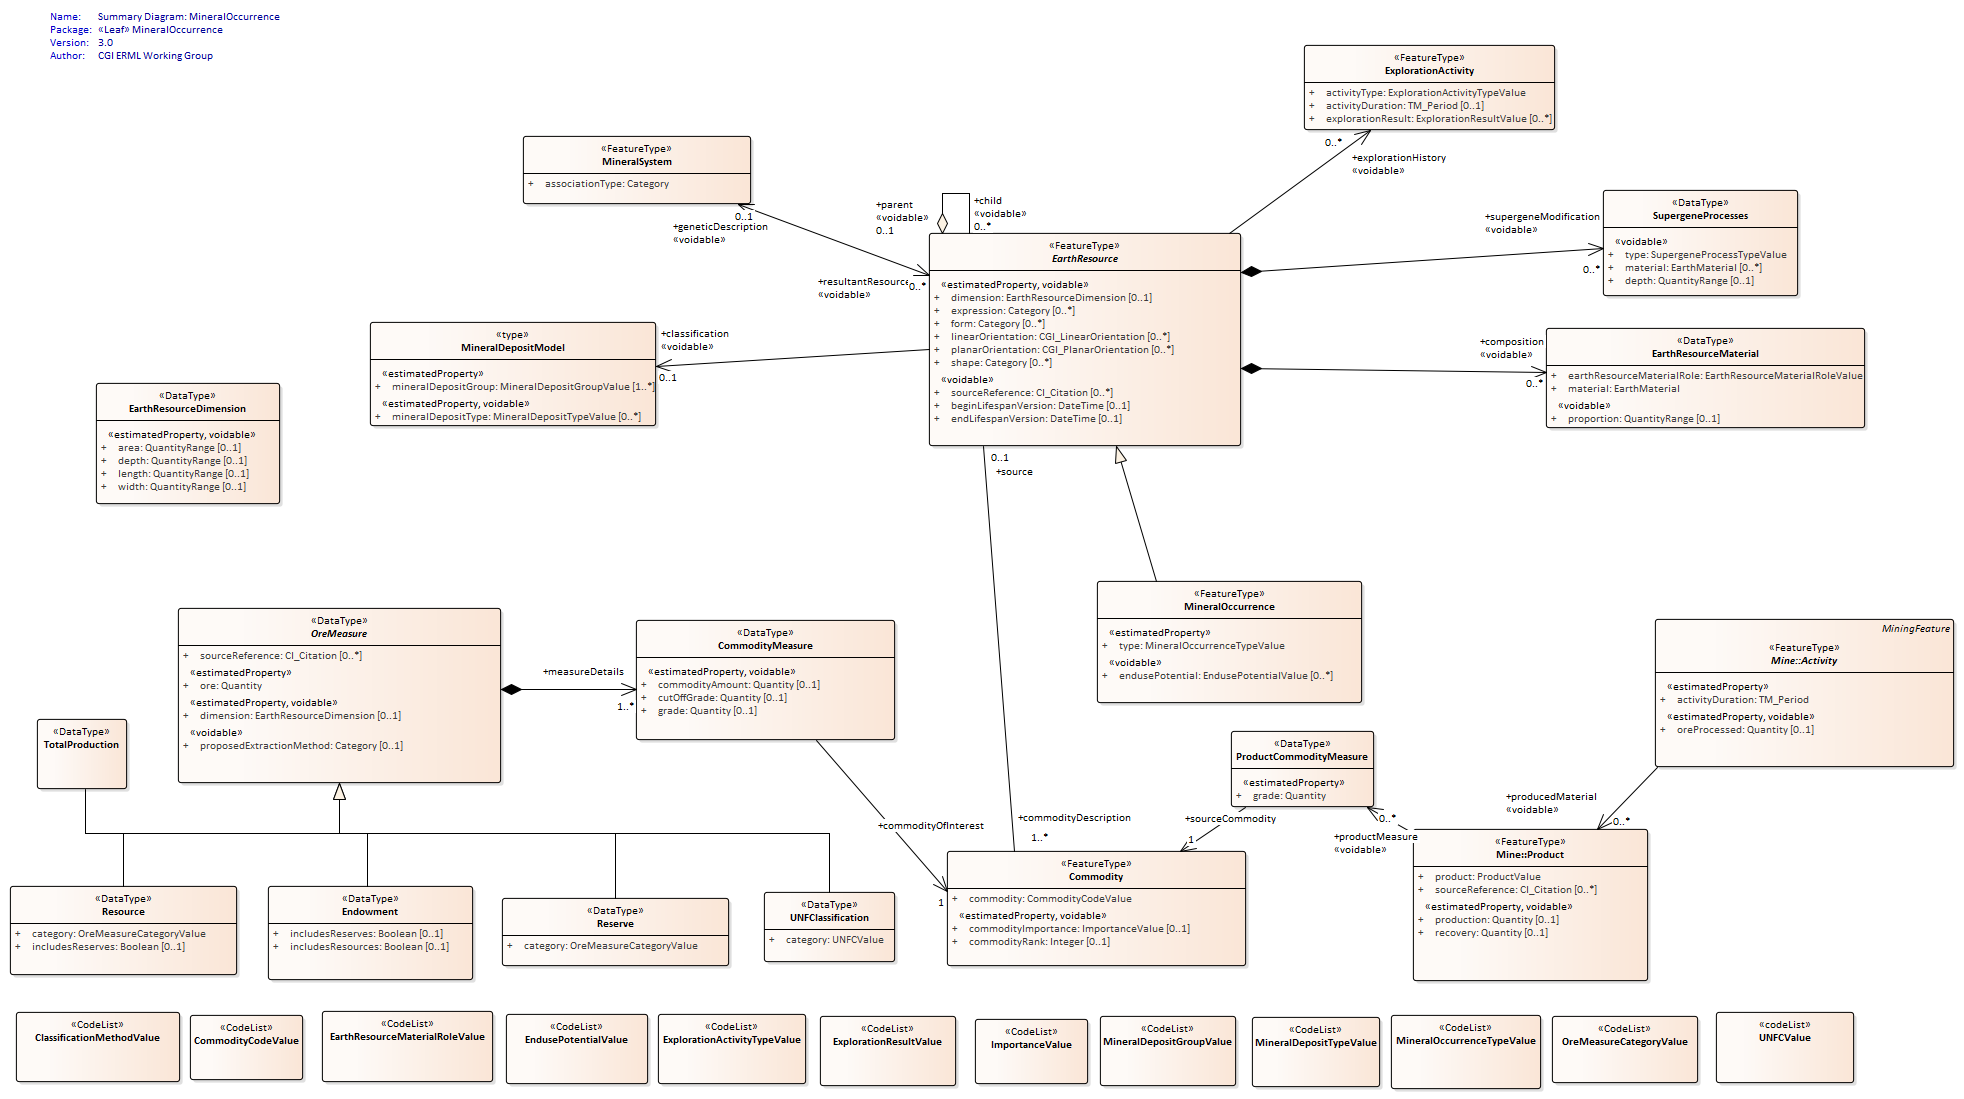 Name: Summary Diagram: MineralOccurrence
Package: «Leaf» MineralOccurrence
Version: 3.0
Author: CGI ERML Working Group
«FeatureType»
ExplorationActivity
+ activityType: ExplorationActivityTypeValue
+ activityDuration: TM_Period [0..1]
+ explorationResult: ExplorationResultValue [0..*]
0..*
+explorationHistory
«voidable»
«FeatureType»
MineralSystem
+ associationType: Category
0..1
+geneticDescription
«voidable»
+parent
«voidable»
0..1
+child
«voidable»
0..*
+resultantResource
«voidable»
0..*
«FeatureType»
EarthResource
«estimatedProperty, voidable»
+ dimension: EarthResourceDimension [0..1]
+ expression: Category [0..*]
+ form: Category [0..*]
+ linearOrientation: CGI_LinearOrientation [0..*]
+ planarOrientation: CGI_PlanarOrientation [0..*]
+ shape: Category [0..*]
«voidable»
+ sourceReference: CI_Citation [0..*]
+ beginLifespanVersion: DateTime [0..1]
+ endLifespanVersion: DateTime [0..1]
+supergeneModification
«voidable»
0..*
«DataType»
SupergeneProcesses
«voidable»
+ type: SupergeneProcessTypeValue
+ material: EarthMaterial [0..*]
+ depth: QuantityRange [0..1]
«type»
MineralDepositModel
«estimatedProperty»
+ mineralDepositGroup: MineralDepositGroupValue [1..*]
«estimatedProperty, voidable»
+ mineralDepositType: MineralDepositTypeValue [0..*]
+classification
«voidable»
0..1
+composition
«voidable»
0..*
«DataType»
EarthResourceMaterial
+ earthResourceMaterialRole: EarthResourceMaterialRoleValue
+ material: EarthMaterial
«voidable»
+ proportion: QuantityRange [0..1]
«DataType»
EarthResourceDimension
«estimatedProperty, voidable»
+ area: QuantityRange [0..1]
+ depth: QuantityRange [0..1]
+ length: QuantityRange [0..1]
+ width: QuantityRange [0..1]
0..1
+source
«FeatureType»
MineralOccurrence
«estimatedProperty»
+ type: MineralOccurrenceTypeValue
«voidable»
+ endusePotential: EndusePotentialValue [0..*]
«DataType»
OreMeasure
+ sourceReference: CI_Citation [0..*]
«estimatedProperty»
+ ore: Quantity
«estimatedProperty, voidable»
+ dimension: EarthResourceDimension [0..1]
«voidable»
+ proposedExtractionMethod: Category [0..1]
+measureDetails
1..*
«DataType»
CommodityMeasure
«estimatedProperty, voidable»
+ commodityAmount: Quantity [0..1]
+ cutOffGrade: Quantity [0..1]
+ grade: Quantity [0..1]
MiningFeature
«FeatureType»
Mine::Activity
«estimatedProperty»
+ activityDuration: TM_Period
«estimatedProperty, voidable»
+ oreProcessed: Quantity [0..1]
«DataType»
TotalProduction
«DataType»
ProductCommodityMeasure
«estimatedProperty»
+ grade: Quantity
+producedMaterial
«voidable»
0..*
+commodityOfInterest
1
+commodityDescription
1..*
+sourceCommodity
1
0..*
+productMeasure
«voidable»
«FeatureType»
Mine::Product
+ product: ProductValue
+ sourceReference: CI_Citation [0..*]
«estimatedProperty, voidable»
+ production: Quantity [0..1]
+ recovery: Quantity [0..1]
«FeatureType»
Commodity
+ commodity: CommodityCodeValue
«estimatedProperty, voidable»
+ commodityImportance: ImportanceValue [0..1]
+ commodityRank: Integer [0..1]
«DataType»
Resource
+ category: OreMeasureCategoryValue
+ includesReserves: Boolean [0..1]
«DataType»
Endowment
+ includesReserves: Boolean [0..1]
+ includesResources: Boolean [0..1]
«DataType»
Reserve
+ category: OreMeasureCategoryValue
«DataType»
UNFClassification
+ category: UNFCValue
«CodeList»
ClassificationMethodValue
«CodeList»
CommodityCodeValue
«CodeList»
EarthResourceMaterialRoleValue
«CodeList»
EndusePotentialValue
«CodeList»
ExplorationActivityTypeValue
«CodeList»
ExplorationResultValue
«CodeList»
ImportanceValue
«CodeList»
MineralDepositGroupValue
«CodeList»
MineralDepositTypeValue
«CodeList»
MineralOccurrenceTypeValue
«CodeList»
OreMeasureCategoryValue
«codeList»
UNFCValue